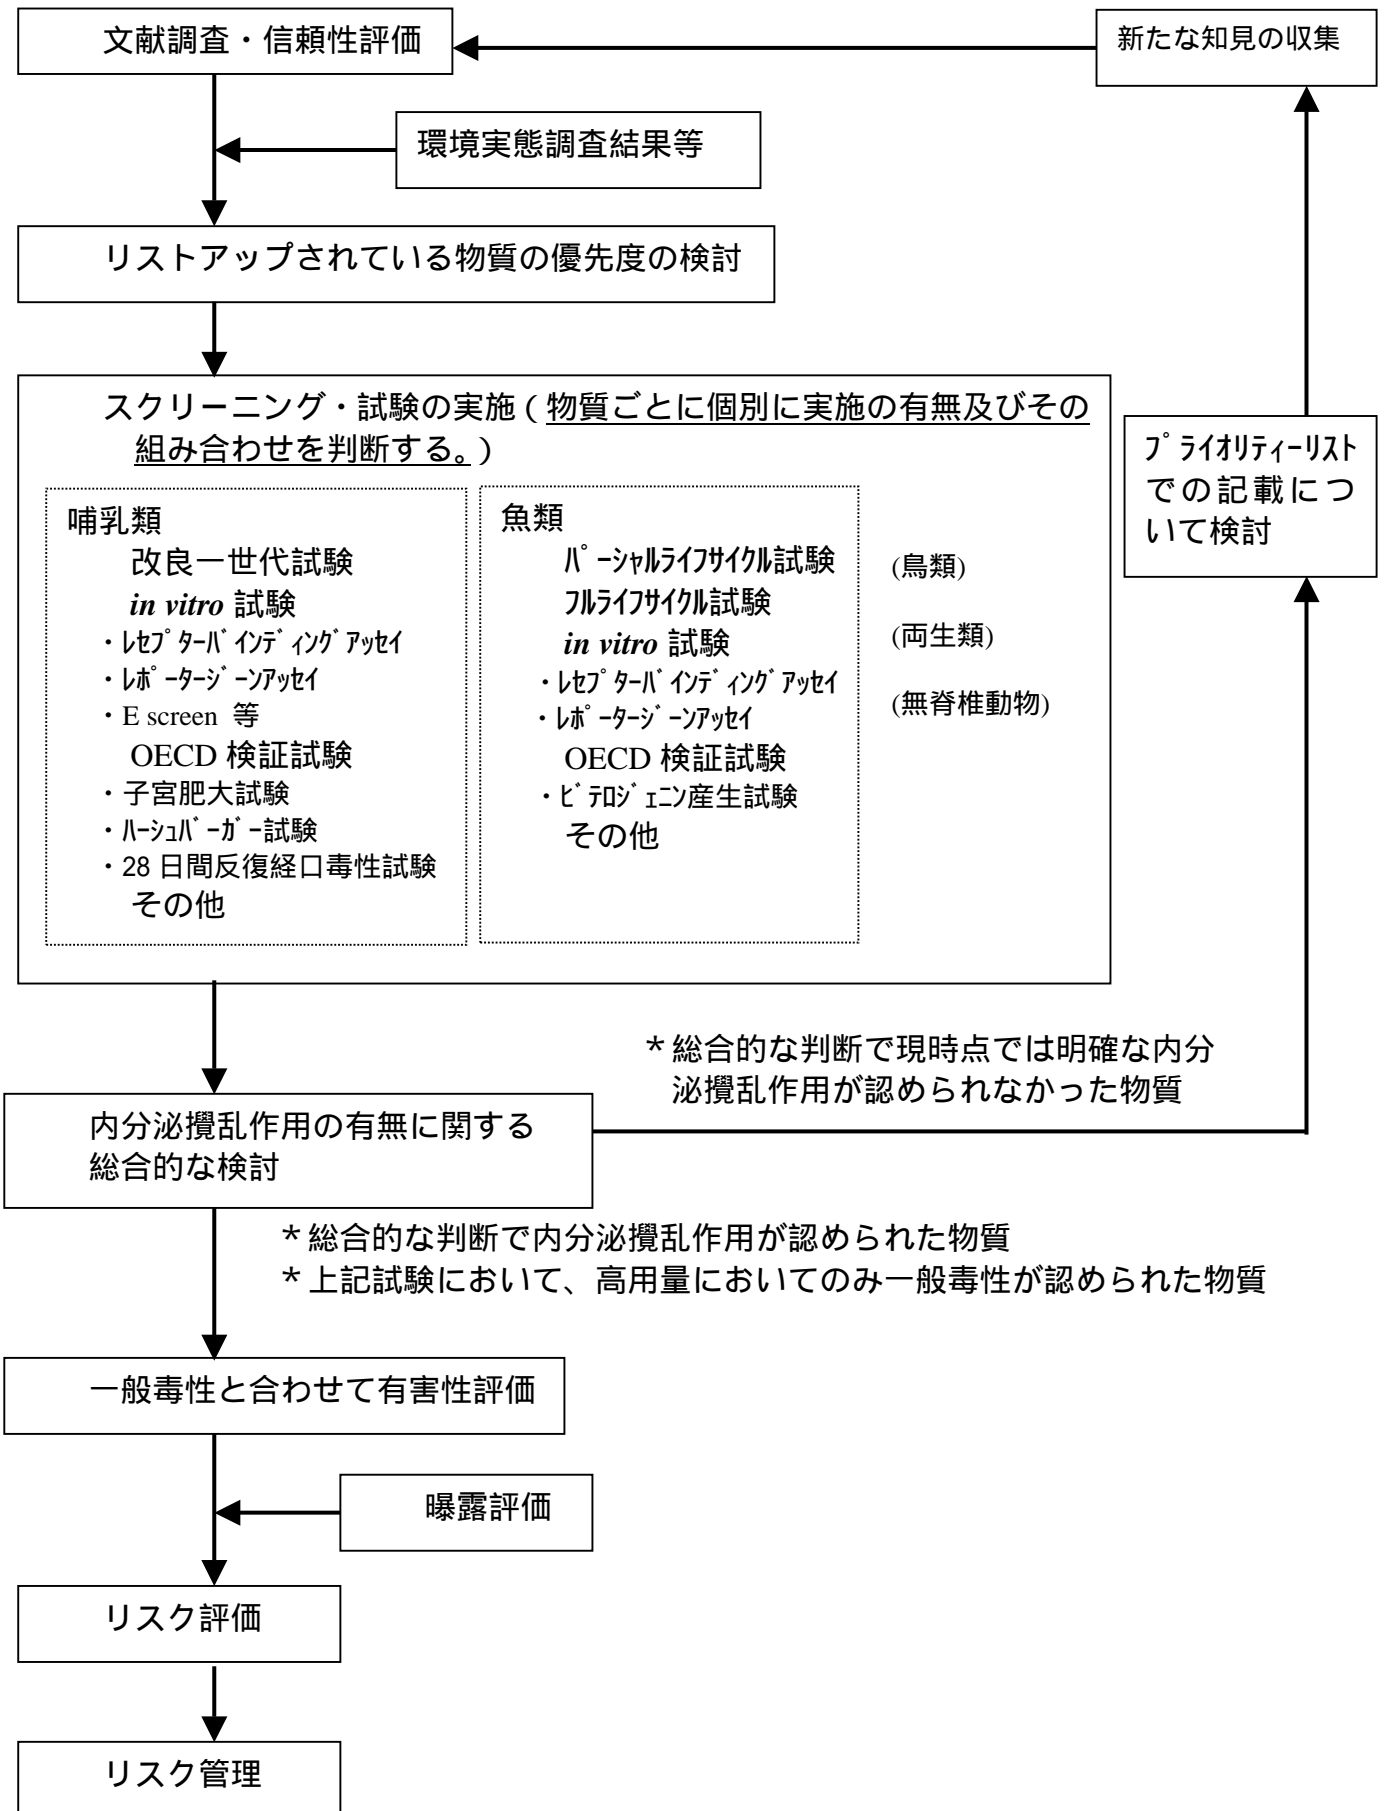 文献調査・信頼性評価
新たな知見の収集
環境実態調査結果等
リストアップされている物質の優先度の検討
スクリーニング・試験の実施（物質ごとに個別に実施の有無及びその
組み合わせを判断する。）
哺乳類
改良一世代試験
in vitro 試験
・ﾚｾﾌﾟﾀｰﾊﾞｲﾝﾃﾞｨﾝｸﾞｱｯｾｲ
・ﾚﾎﾟｰﾀｰｼﾞｰﾝｱｯｾｲ
・E screen 等
OECD 検証試験
・子宮肥大試験
・ﾊｰｼｭﾊﾞｰｶﾞｰ試験
・28 日間反復経口毒性試験
その他
魚類
ﾊﾟｰｼｬﾙﾗｲﾌｻｲｸﾙ試験
ﾌﾙﾗｲﾌｻｲｸﾙ試験
in vitro 試験
・ﾚｾﾌﾟﾀｰﾊﾞｲﾝﾃﾞｨﾝｸﾞｱｯｾｲ
・ﾚﾎﾟｰﾀｰｼﾞｰﾝｱｯｾｲ
OECD 検証試験
・ﾋﾞﾃﾛｼﾞｪﾆﾝ産生試験
その他
(鳥類)
(両生類)
(無脊椎動物)
ﾌﾟﾗｲｵﾘﾃｨｰﾘｽﾄ
での記載につ
いて検討
＊総合的な判断で現時点では明確な内分
泌攪乱作用が認められなかった物質
内分泌攪乱作用の有無に関する
総合的な検討
＊総合的な判断で内分泌攪乱作用が認められた物質
＊上記試験において、高用量においてのみ一般毒性が認められた物質
一般毒性と合わせて有害性評価
曝露評価
リスク評価
リスク管理